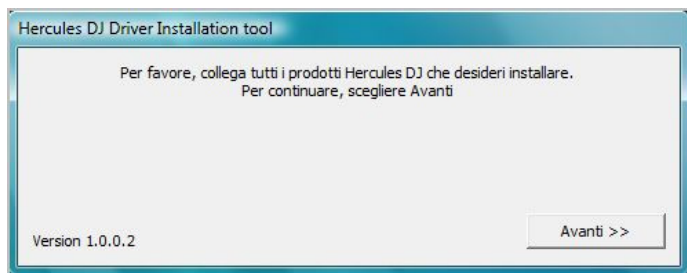 Hercules DJ Driver Installation tool
Per favore, collega tutti i prodotti Hercules DJ che desideri installare.
Per continuare, scegliere Avanti
Version 1.0.0.2
Avanti >>